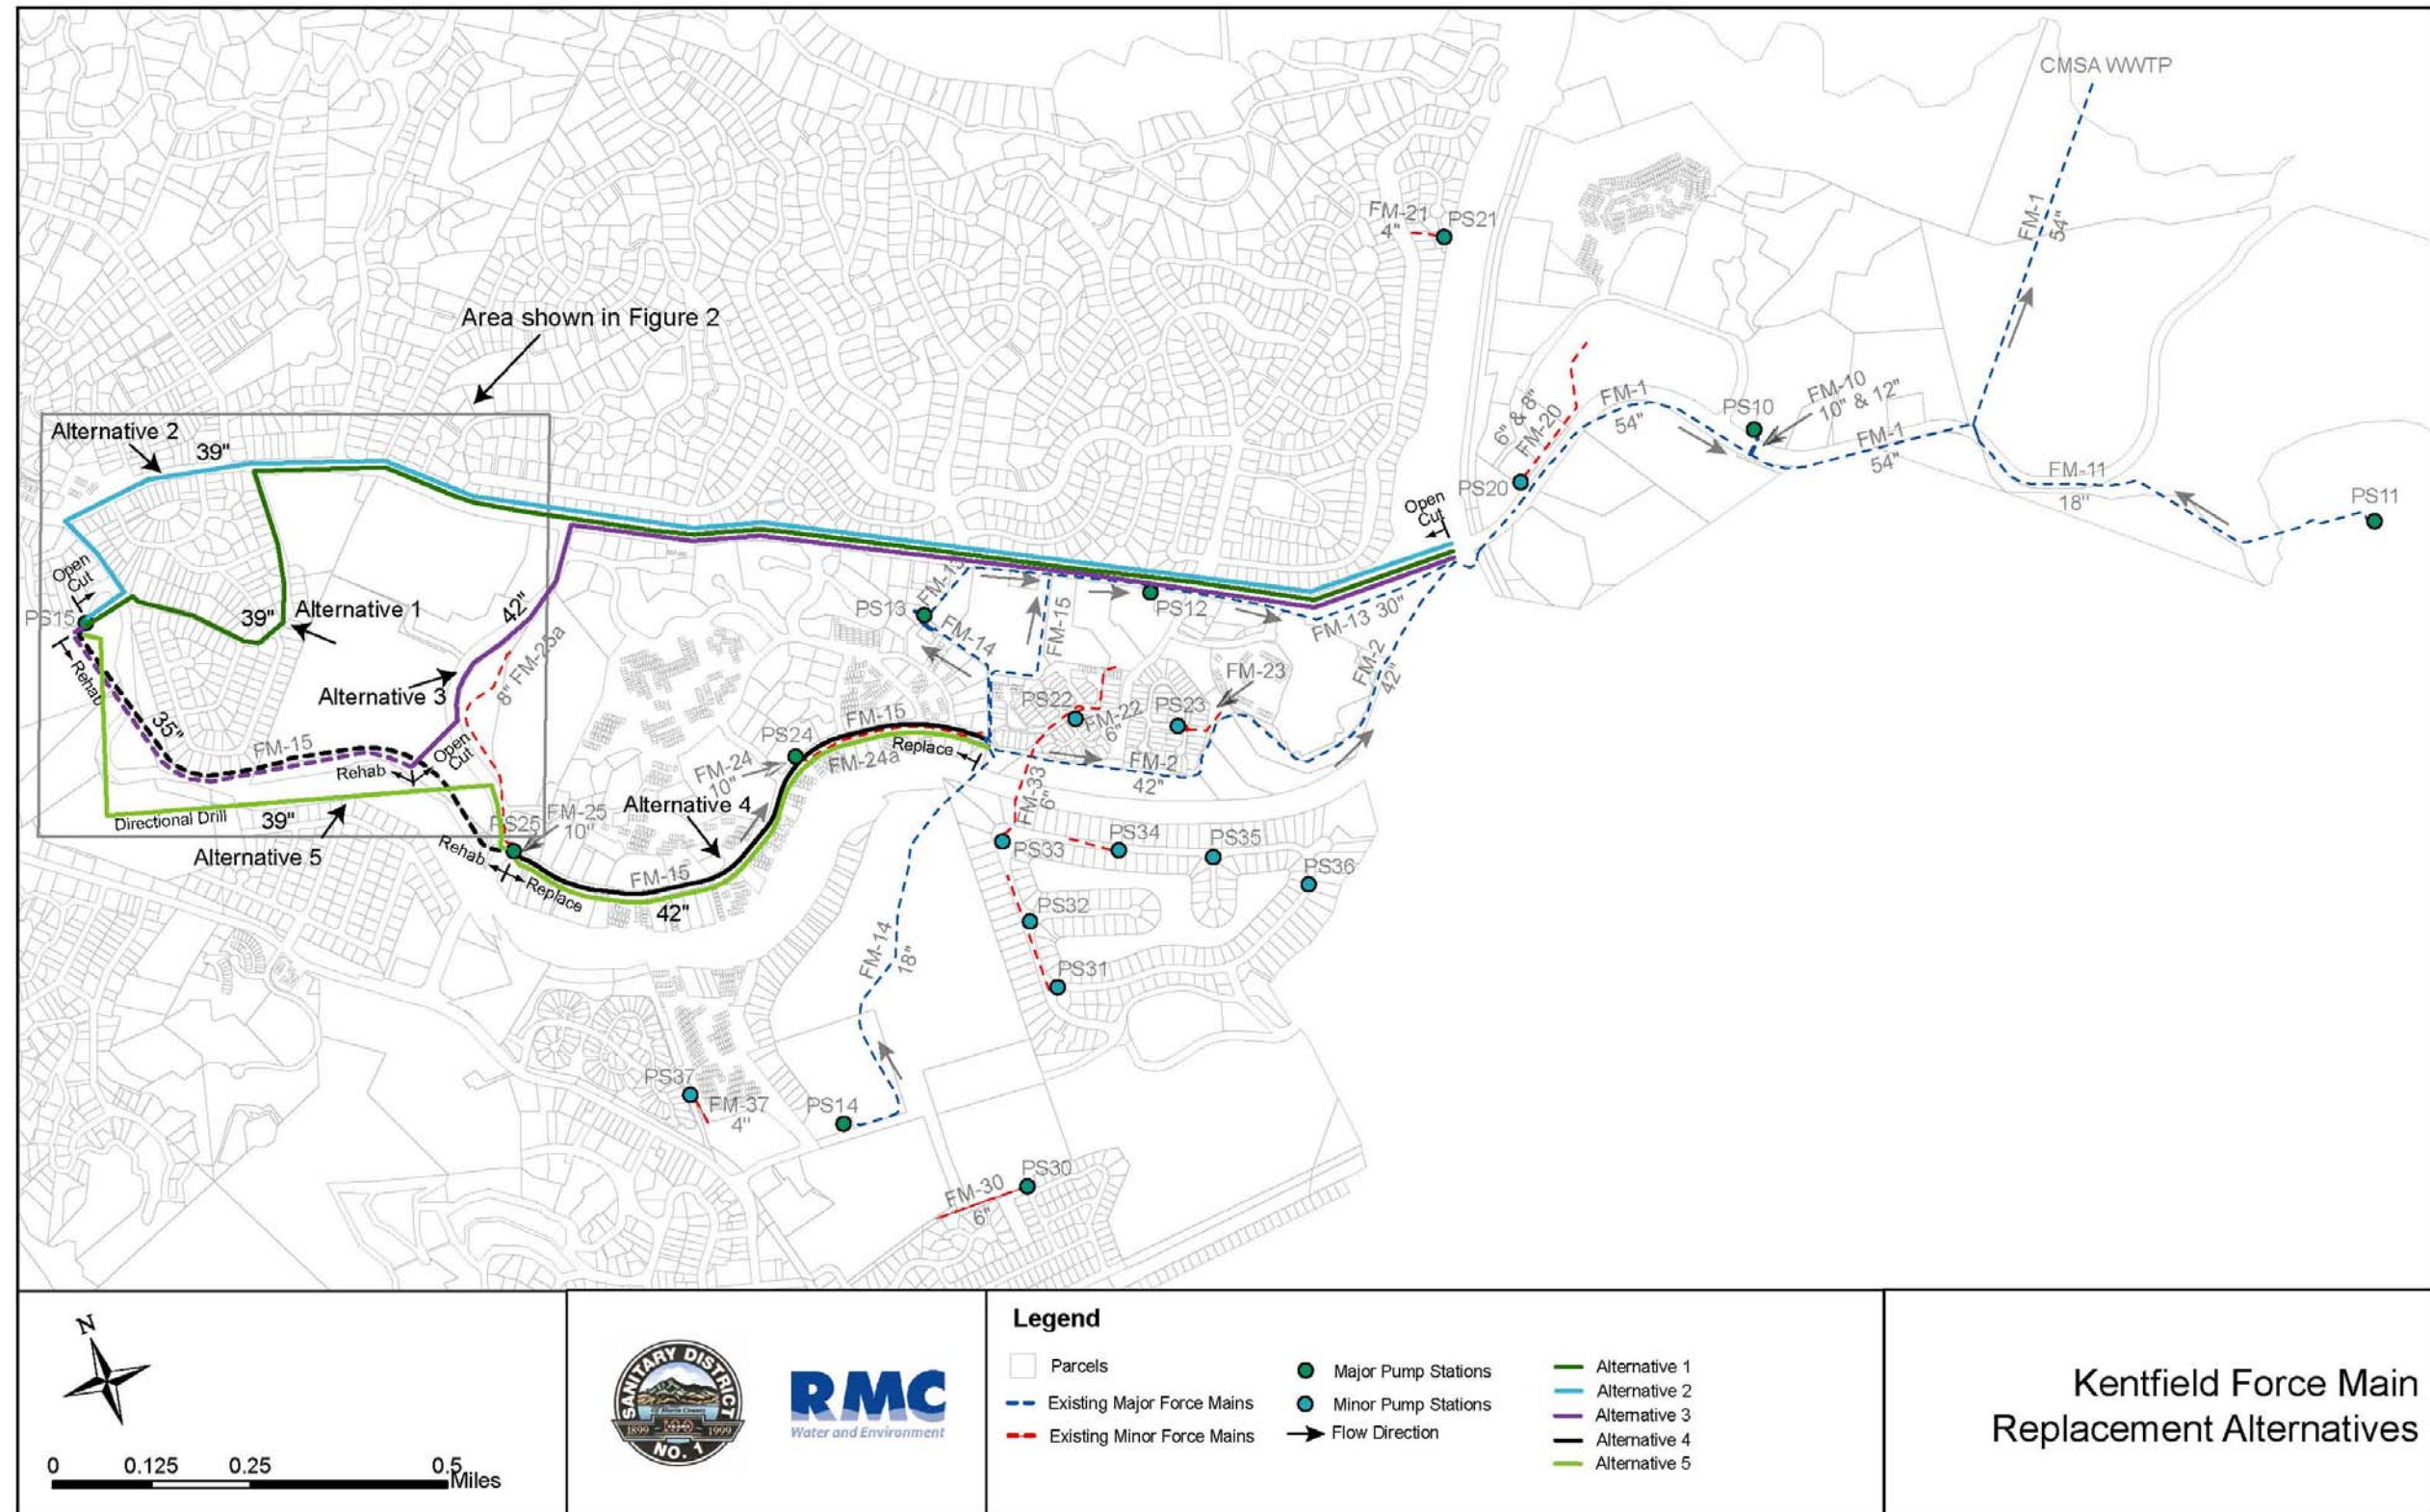 CMSA WWTP
FM-21
4"
PS21
FM-1
54"
Area shown in Figure 2
Alternative 2
39"
6" & 8"
FM-20
FM-1
54"
PS10
FM-10
10" & 12"
FM-1
54"
PS20
FM-11
18"
PS11
Open
Cut
Open
Cut
PS15
39"
Alternative 1
42"
PS13
FM-13
FM-14
FM-15
PS12
FM-13 30"
FM-2
42"
Rehab
Alternative 3
8" FM-25a
35"
FM-15
Rehab
Open
Cut
PS24
FM-15
FM-24
10"
FM-24a
Replace
PS22
FM-22
6"
PS23
FM-23
FM-2
42"
FM-33
6"
Directional Drill
39"
Alternative 5
PS25
FM-25
10"
Alternative 4
Rehab
Replace
FM-15
42"
PS33
PS34
PS35
PS36
PS32
PS31
FM-14
18"
PS37
FM-37
4"
PS14
PS30
FM-30
6"
N
0 0.125 0.25 0.5
Miles
SANITARY DISTRICT
Of Marin County
1899 100 YEARS 1999
NO. 1
RMC
Water and Environment
Legend
Parcels
Existing Major Force Mains
Existing Minor Force Mains
Major Pump Stations
Minor Pump Stations
Flow Direction
Alternative 1
Alternative 2
Alternative 3
Alternative 4
Alternative 5
Kentfield Force Main
Replacement Alternatives